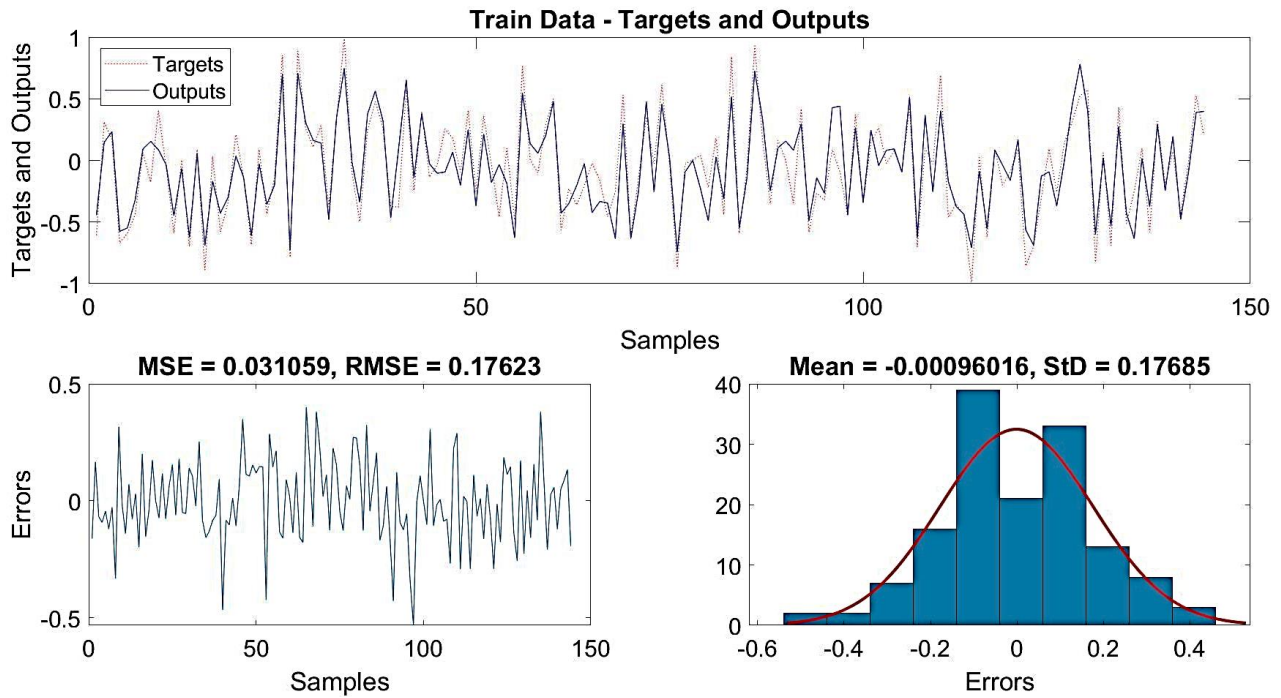 Train Data - Targets and Outputs
Targets and Outputs
1
0.5
0
-0.5
-1
Targets
Outputs
0
50
100
150
Samples
MSE = 0.031059, RMSE = 0.17623
Errors
0.5
0
-0.5
0
50
100
150
Samples
Mean = -0.00096016, StD = 0.17685
40
30
20
10
0
-0.6
-0.4
-0.2
0
0.2
0.4
Errors